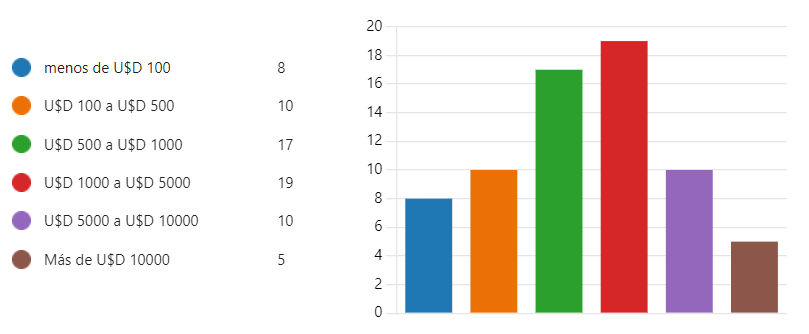 menos de U$D 100 8
U$D 100 a U$D 500 10
U$D 500 a U$D 1000 17
U$D 1000 a U$D 5000 19
U$D 5000 a U$D 10000 10
Más de U$D 10000 5
20
18
16
14
12
10
8
6
4
2
0